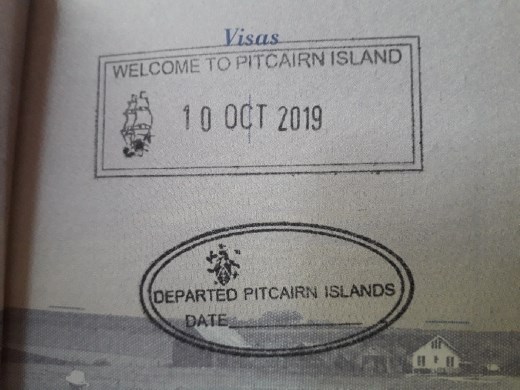 Visas
WELCOME TO PITCAIRN ISLAND
10 OCT 2019
DEPARTED PITCAIRN ISLANDS
DATE